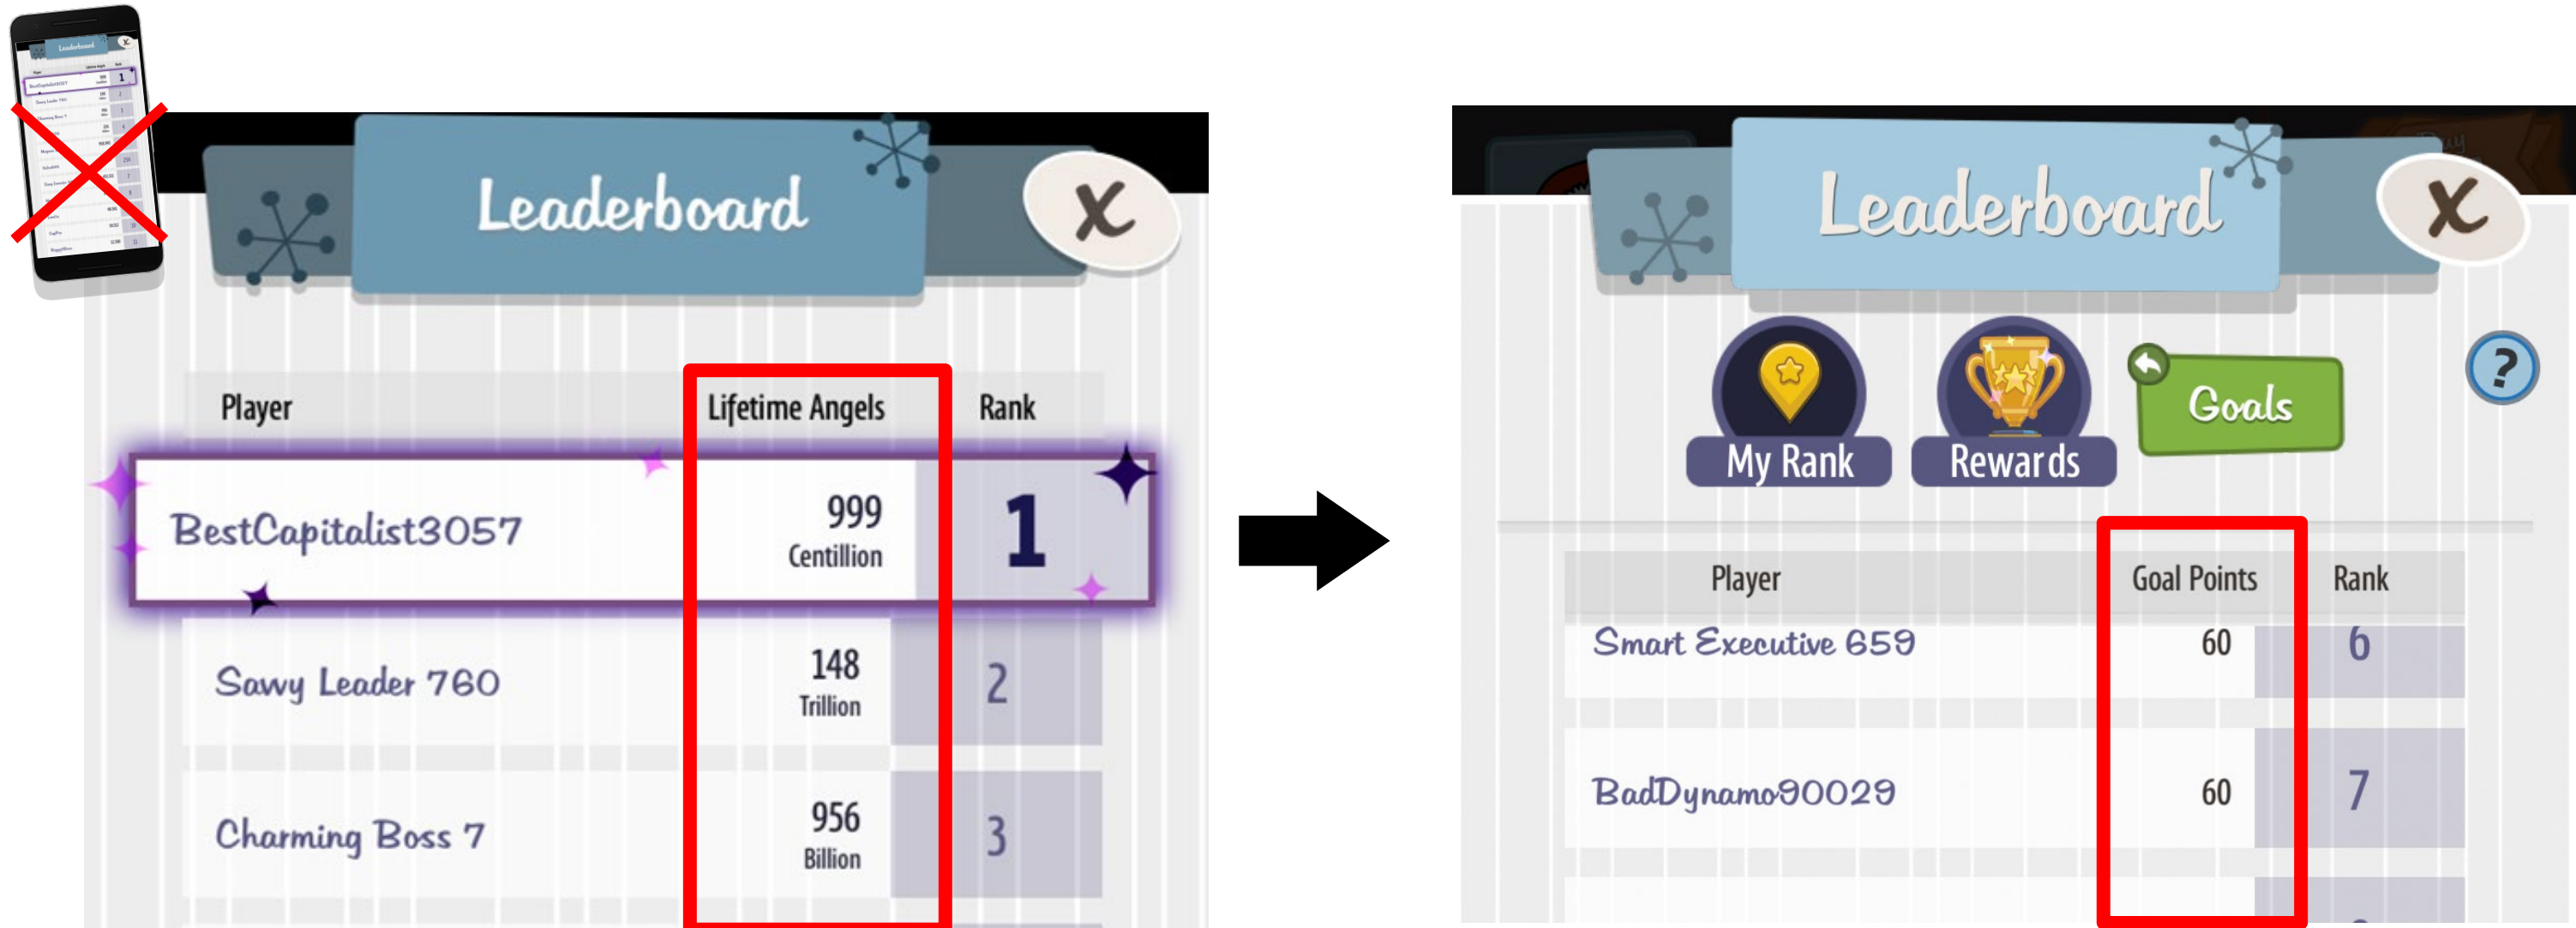 Leaderboard
X
Player Lifetime Angels Rank
BestCapitalist3057 999 Centillion 1
Savvy Leader 760 148 Trillion 2
Charming Boss 7 956 Billion 3
Leaderboard
X
My Rank Rewards Goals
?
Player Goal Points Rank
Smart Executive 659 60 6
BadDynamo90029 60 7